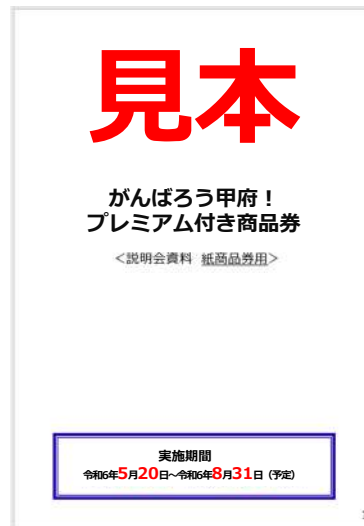 見本
がんばろう甲府！
プレミアム付き商品券
＜説明会資料 紙商品券用＞
実施期間
令和6年5月20日～令和6年8月31日（予定）